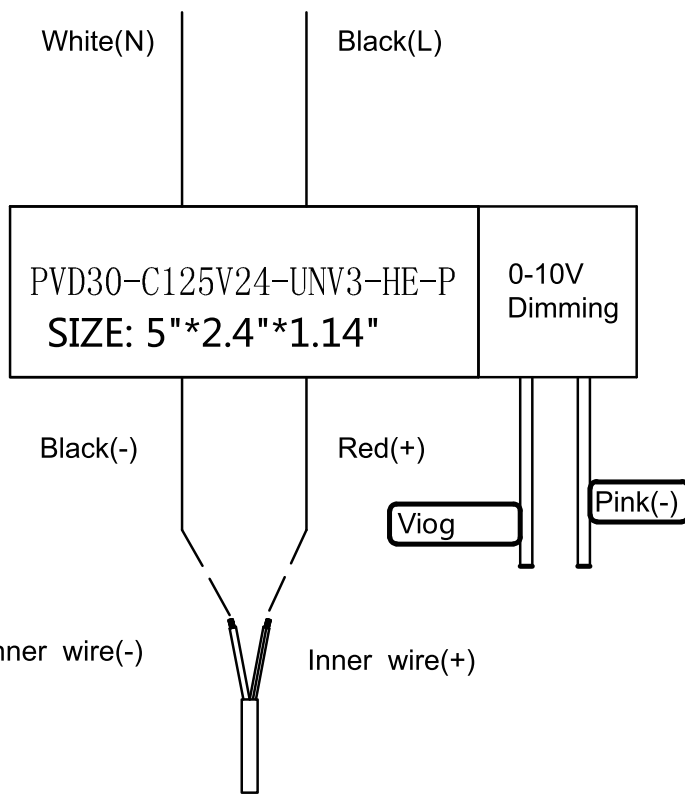 White(N)
Black(L)
PVD30-C125V24-UNV3-HE-P
SIZE: 5"*2.4"*1.14"
0-10V
Dimming
Black(-)
Red(+)
Viog
Pink(-)
nner wire(-)
Inner wire(+)